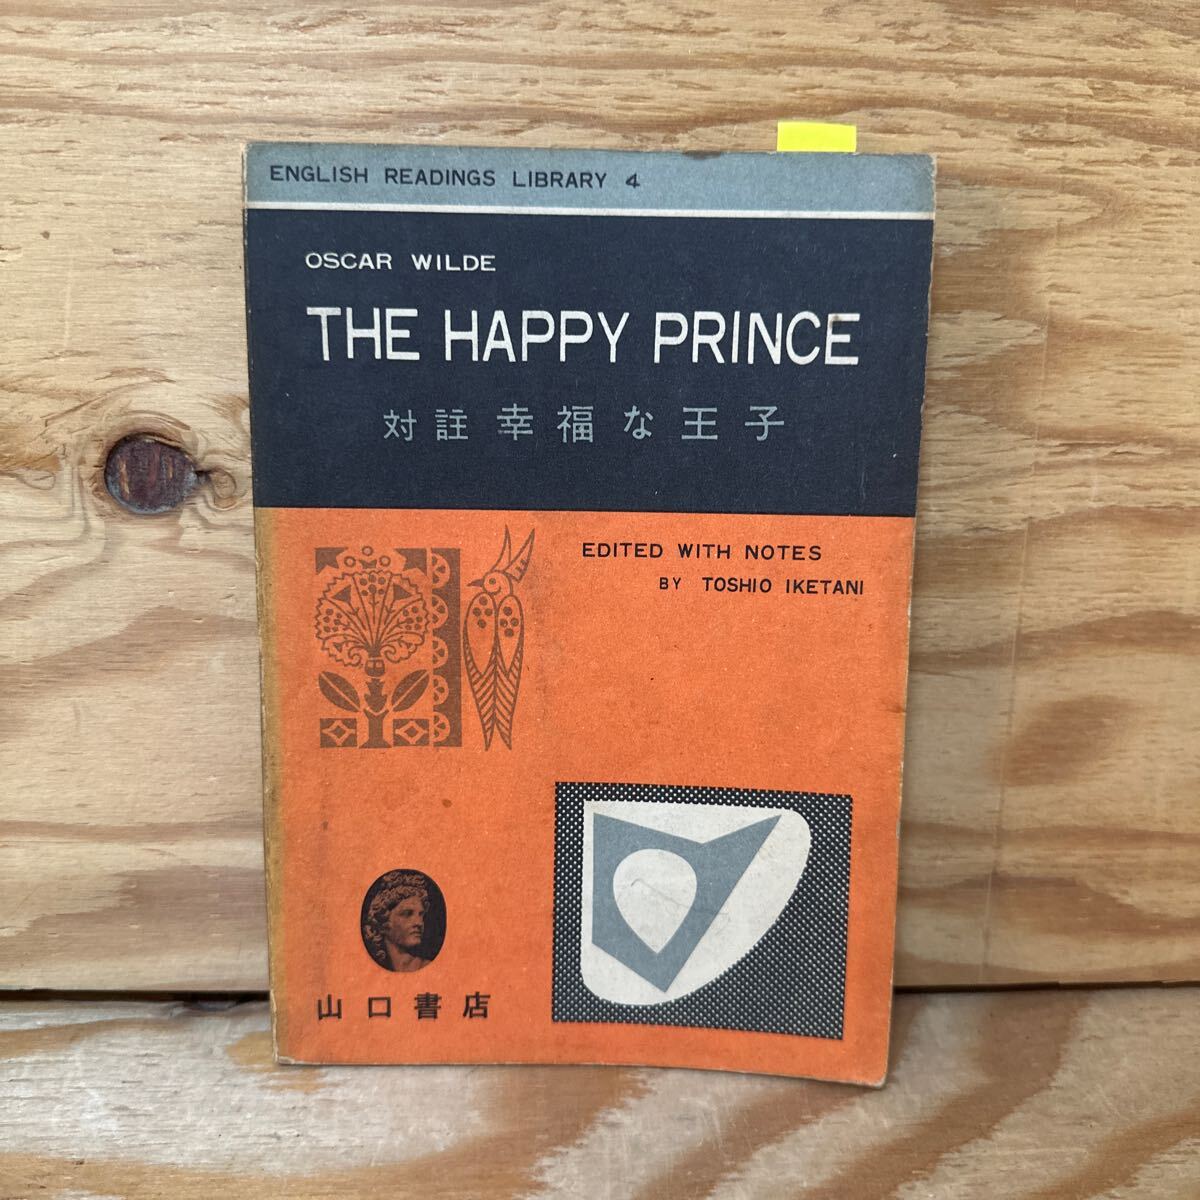 ENGLISH READINGS LIBRARY 4
OSCAR WILDE
THE HAPPY PRINCE
対註 幸福な王子
EDITED WITH NOTES
BY TOSHIO IKETANI
山口書店